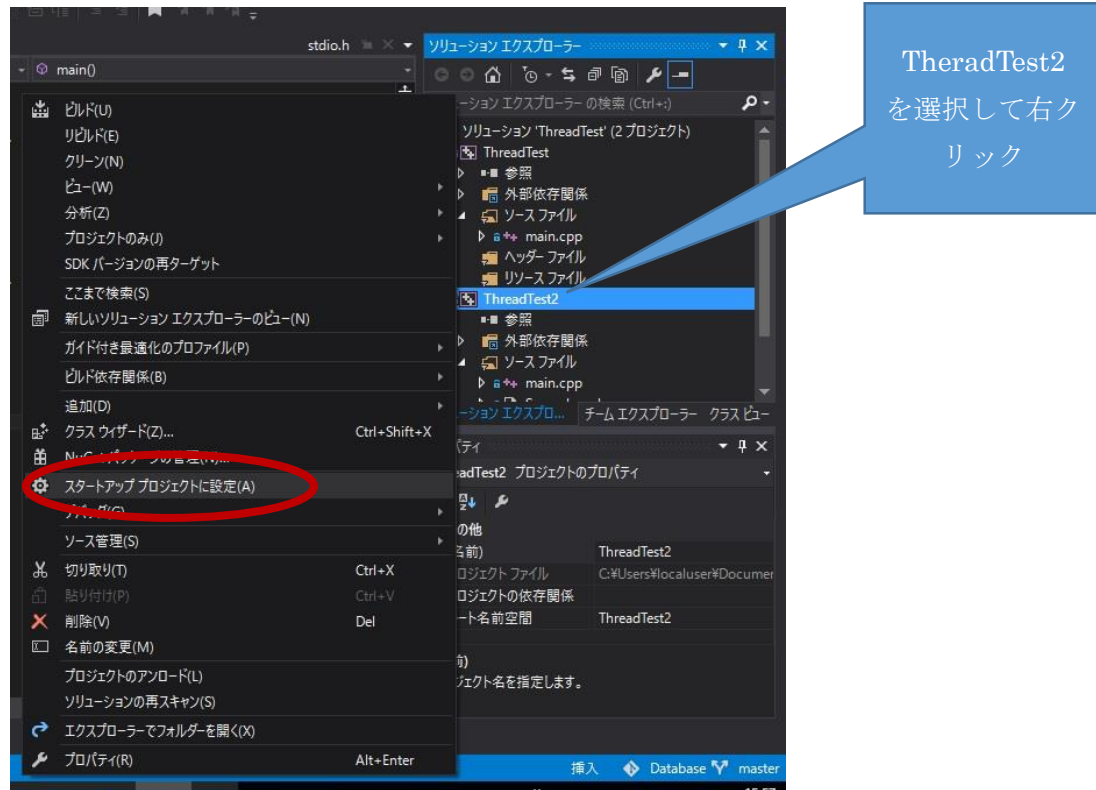 stdio.h
ソリューション エクスプローラー
main()
ーション エクスプローラー の検索 (Ctrl+:)
ソリューション 'ThreadTest' (2 プロジェクト)
ThreadTest
参照
外部依存関係
ソース ファイル
main.cpp
ヘッダー ファイル
リソース ファイル
ThreadTest2
参照
外部依存関係
ソース ファイル
main.cpp
ーション エクスプロ... チーム エクスプローラー クラス ビュー
パティ
eadTest2 プロジェクトのプロパティ
の他
名前) ThreadTest2
ロジェクト ファイル C:¥Users¥localuser¥Documen
ロジェクトの依存関係
ート名前空間 ThreadTest2
前)
ジェクト名を指定します。
ビルド(U)
リビルド(E)
クリーン(N)
ビュー(W)
分析(Z)
プロジェクトのみ(J)
SDK バージョンの再ターゲット
ここまで検索(S)
新しいソリューション エクスプローラーのビュー(N)
ガイド付き最適化のプロファイル(P)
ビルド依存関係(B)
追加(D)
クラス ウィザード(Z)... Ctrl+Shift+X
NuGet パッケージの管理(N)...
スタートアップ プロジェクトに設定(A)
デバッグ(G)
ソース管理(S)
切り取り(T) Ctrl+X
貼り付け(P) Ctrl+V
削除(V) Del
名前の変更(M)
プロジェクトのアンロード(L)
ソリューションの再スキャン(S)
エクスプローラーでフォルダーを開く(X)
プロパティ(R) Alt+Enter
挿入 Database master
TheradTest2
を選択して右ク
リック